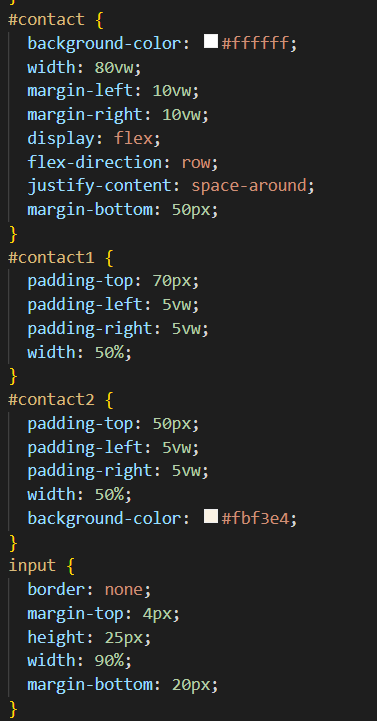 }
#contact {
background-color: #ffffff;
width: 80vw;
margin-left: 10vw;
margin-right: 10vw;
display: flex;
flex-direction: row;
justify-content: space-around;
margin-bottom: 50px;
}
#contact1 {
padding-top: 70px;
padding-left: 5vw;
padding-right: 5vw;
width: 50%;
}
#contact2 {
padding-top: 50px;
padding-left: 5vw;
padding-right: 5vw;
width: 50%;
background-color: #fbf3e4;
}
input {
border: none;
margin-top: 4px;
height: 25px;
width: 90%;
margin-bottom: 20px;
}